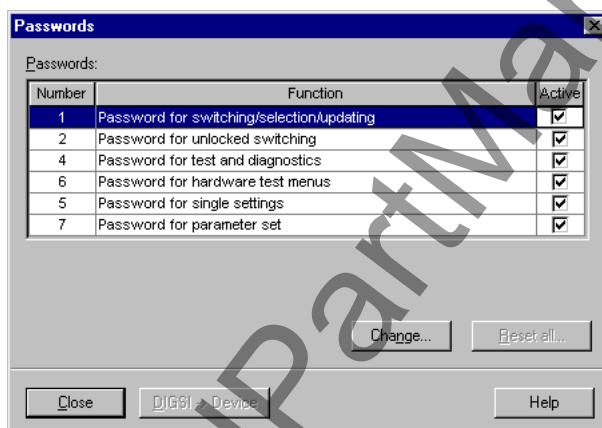 Passwords
Passwords:
Number Function Active
1 Password for switching/selection/updating
2 Password for unlocked switching
4 Password for test and diagnostics
6 Password for hardware test menus
5 Password for single settings
7 Password for parameter set
Change... Reset all...
Close DIGSI -> Device Help